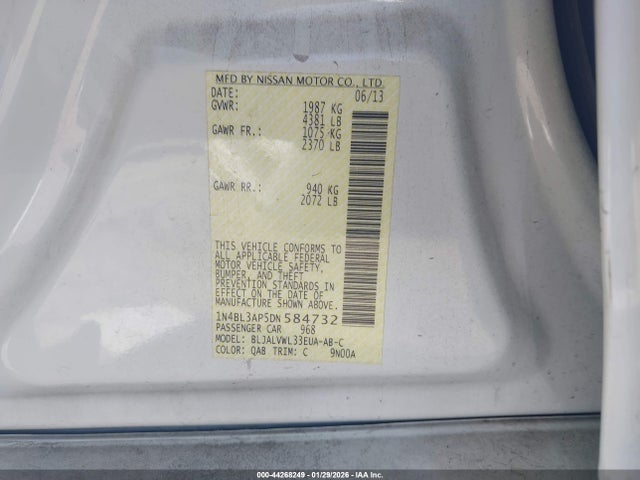 MFD BY NISSAN MOTOR CO., LTD.
DATE: 06/13
GVWR: 1987 KG
4381 LB
GAWR FR.: 1075 KG
2370 LB
GAWR RR.: 940 KG
2072 LB
THIS VEHICLE CONFORMS TO
ALL APPLICABLE FEDERAL
MOTOR VEHICLE SAFETY,
BUMPER, AND THEFT
PREVENTION STANDARDS IN
EFFECT ON THE DATE OF
MANUFACTURE SHOWN ABOVE.
1N4BL3AP5DN584732
PASSENGER CAR 968
MODEL: BLJALVWL33EUA-AB-C
COLOR: QAB TRIM: C 9N00A
000-44268249 - 01/29/2026 - IAA Inc.